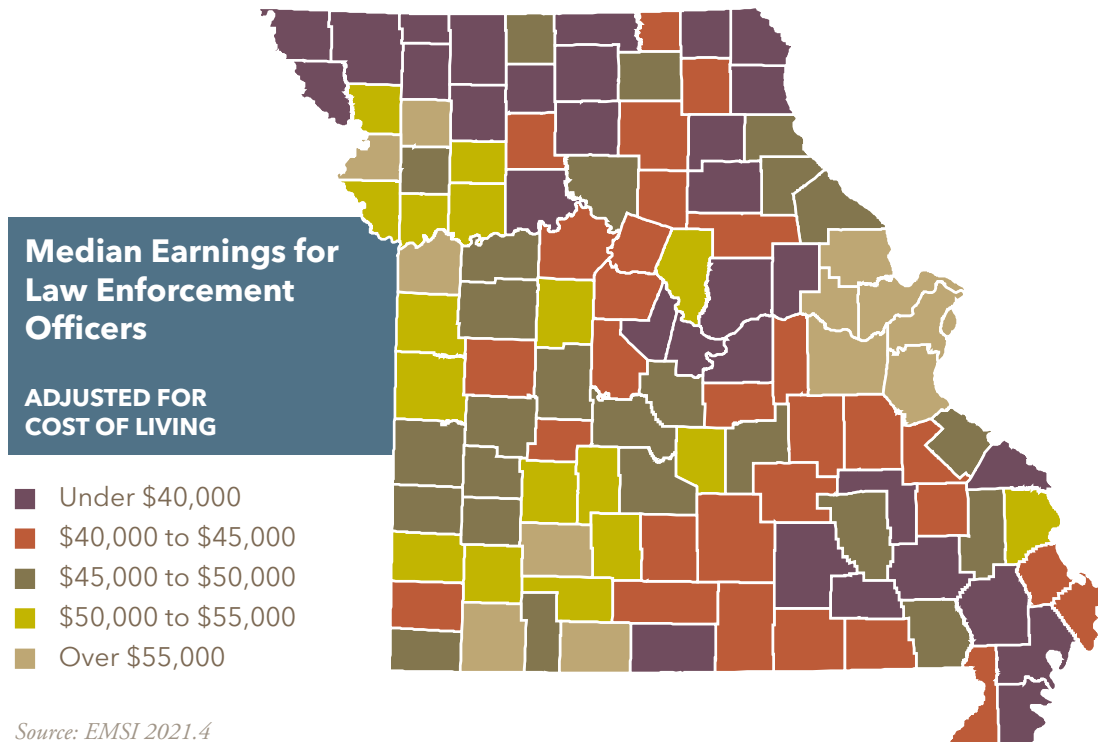 Median Earnings for
Law Enforcement
Officers
ADJUSTED FOR
COST OF LIVING
Under $40,000
$40,000 to $45,000
$45,000 to $50,000
$50,000 to $55,000
Over $55,000
Source: EMSI 2021.4